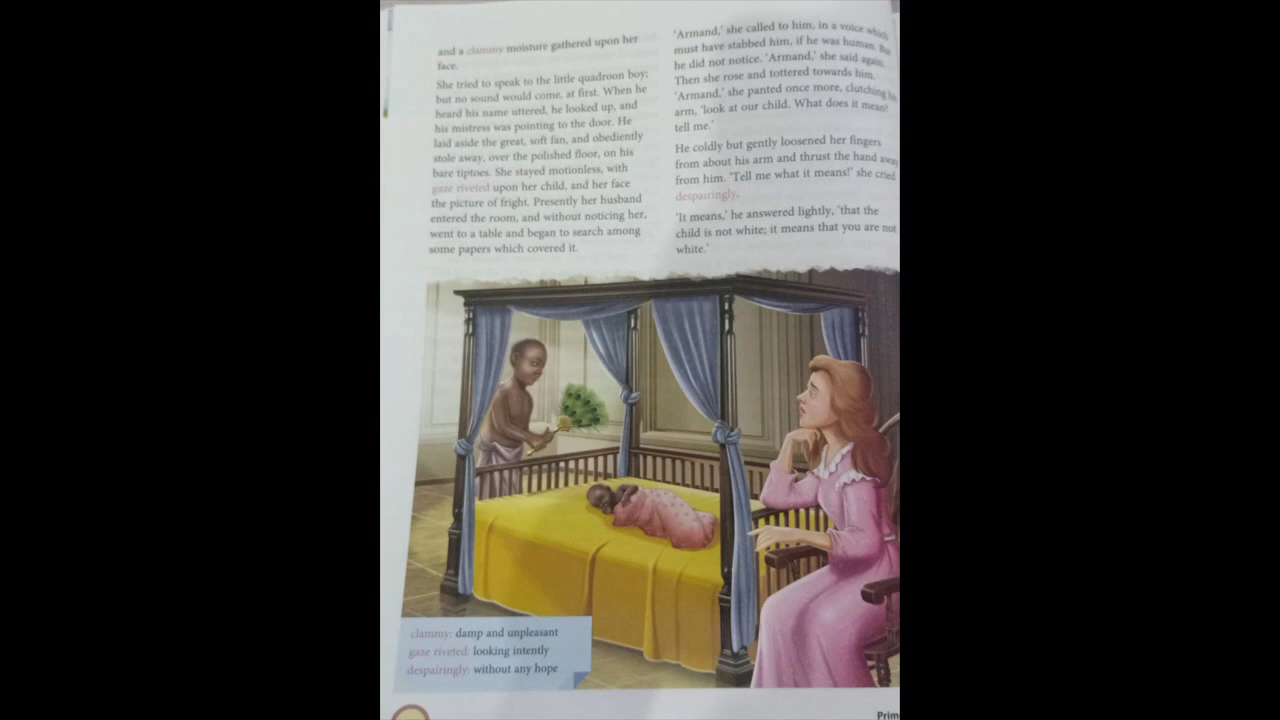 and a clammy moisture gathered upon her
face.
She tried to speak to the little quadroon boy;
but no sound would come, at first. When he
heard his name uttered, he looked up, and
his mistress was pointing to the door. He
laid aside the great, soft fan, and obediently
stole away, over the polished floor, on his
bare tiptoes. She stayed motionless, with
gaze riveted upon her child, and her face
the picture of fright. Presently her husband
entered the room, and without noticing her,
went to a table and began to search among
some papers which covered it.
'Armand,' she called to him, in a voice which
must have stabbed him, if he was human. But
he did not notice. 'Armand,' she said again.
Then she rose and tottered towards him.
'Armand,' she panted once more, clutching his
arm, 'look at our child. What does it mean?
tell me.'
He coldly but gently loosened her fingers
from about his arm and thrust the hand away
from him. 'Tell me what it means!' she cried
despairingly.
'It means,' he answered lightly, 'that the
child is not white; it means that you are not
white.'
clammy: damp and unpleasant
gaze riveted: looking intently
despairingly: without any hope
Prim